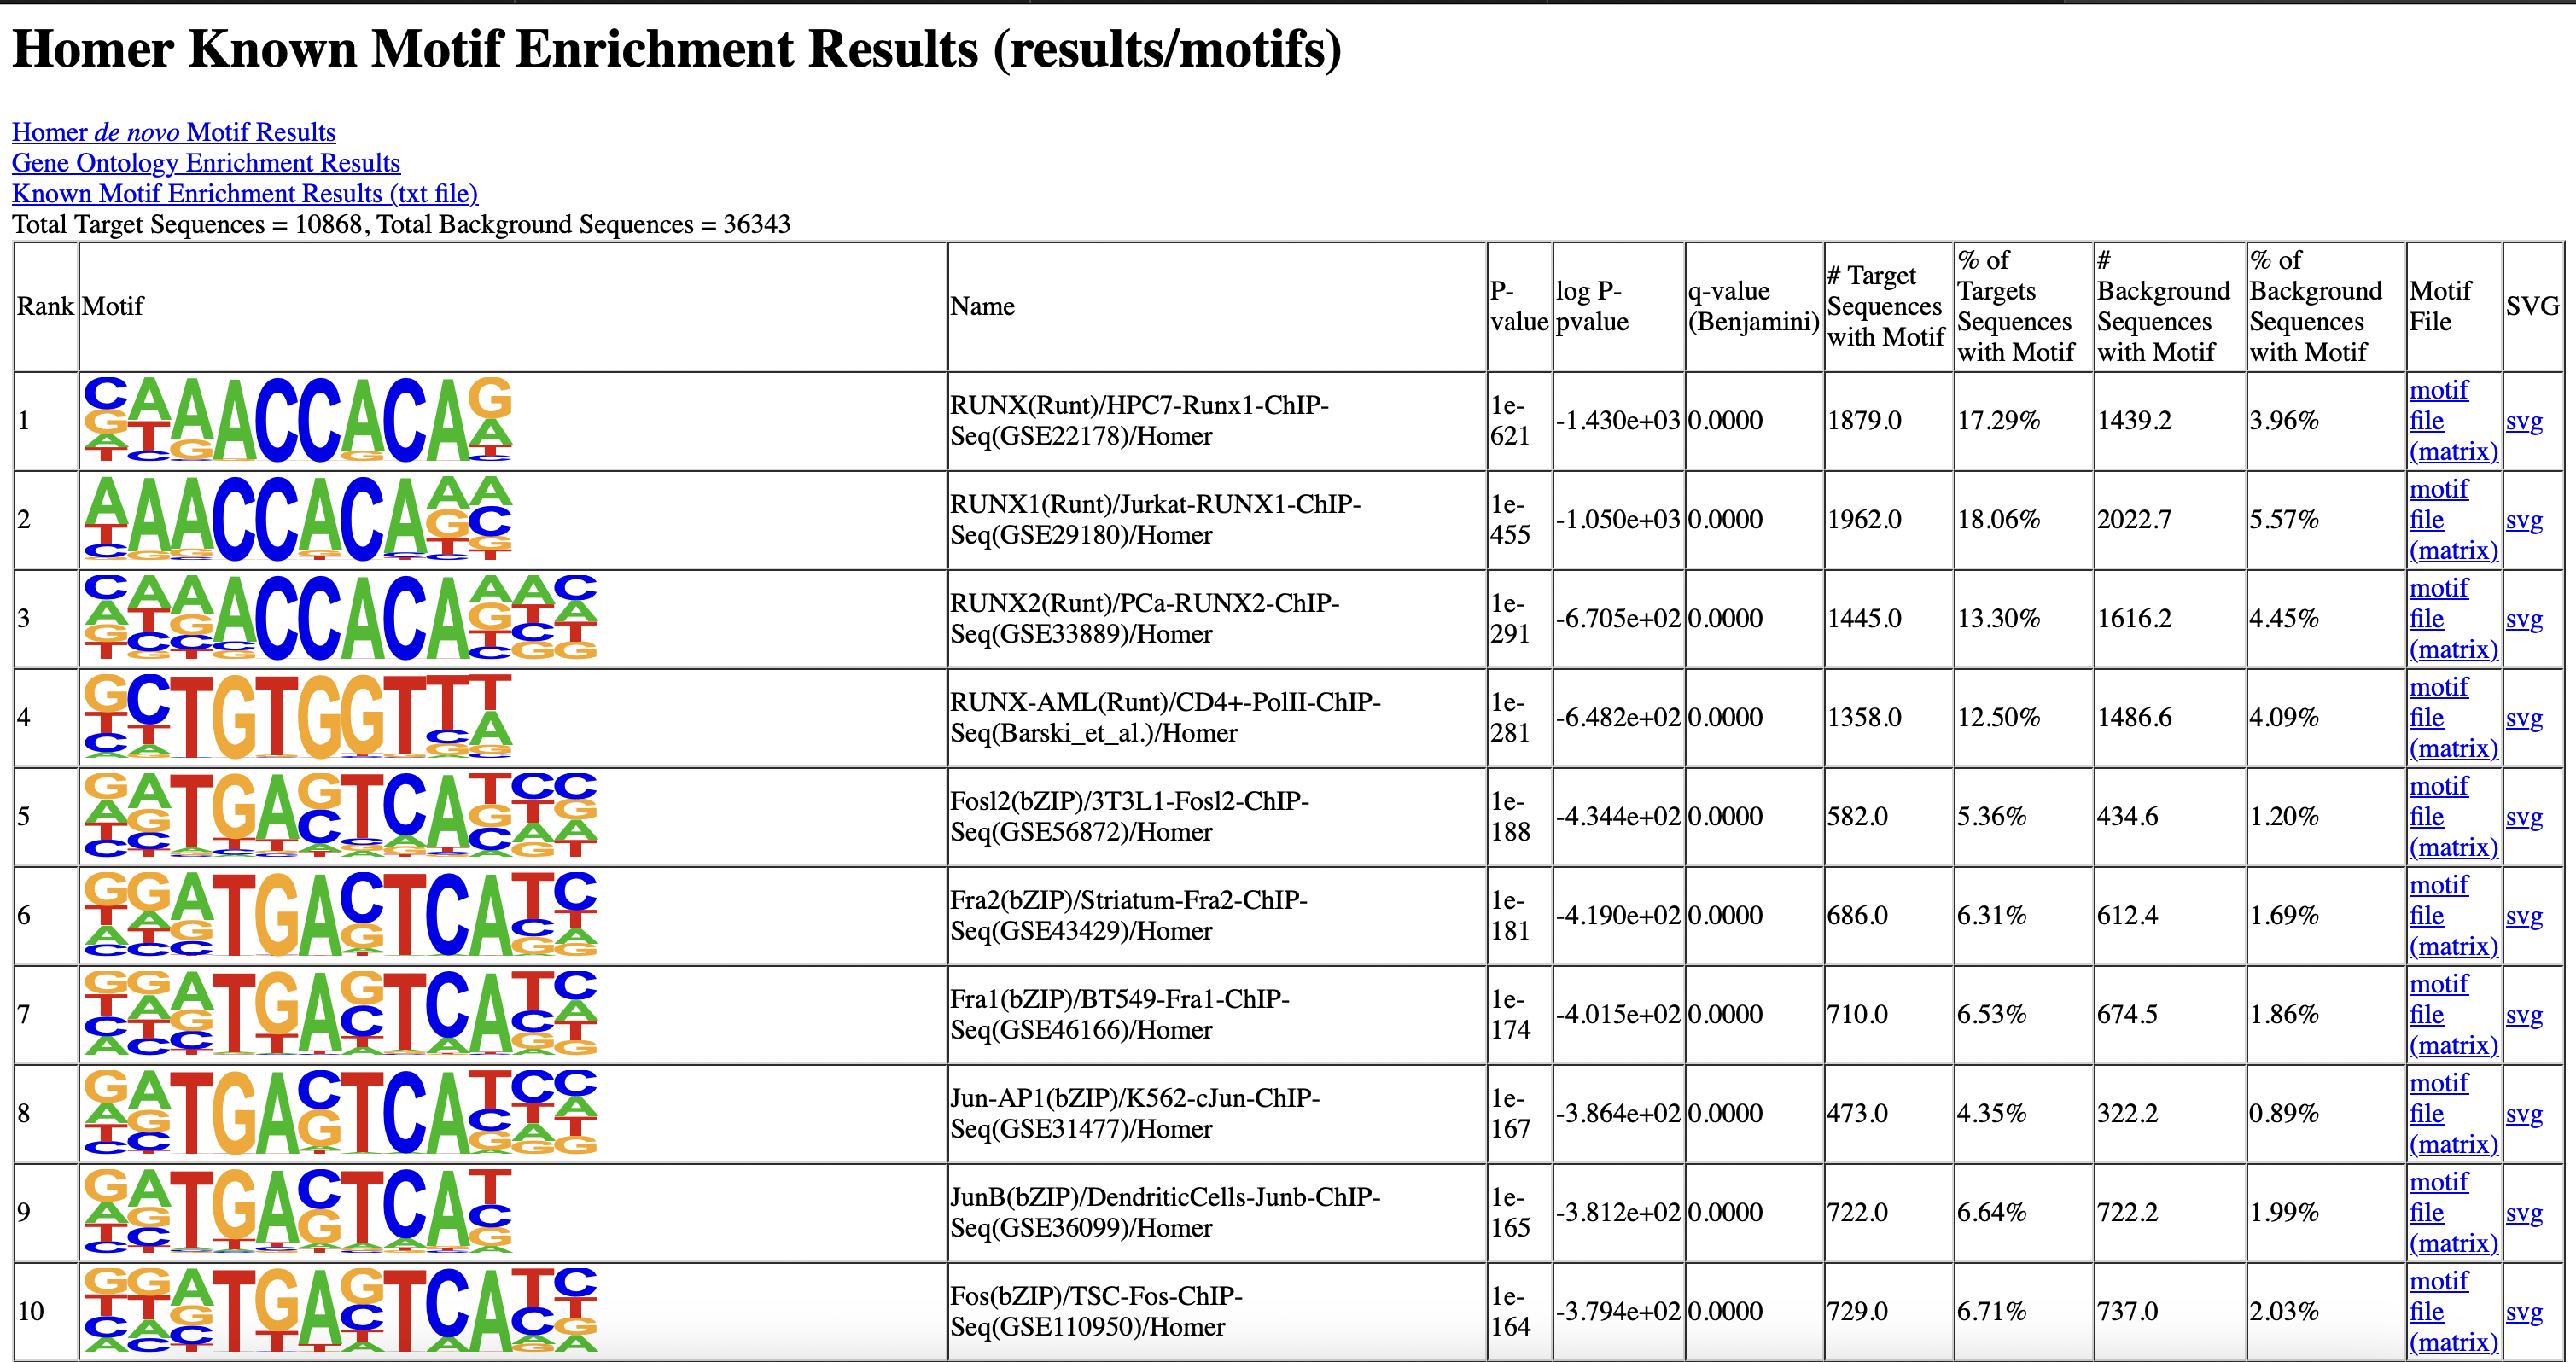 Homer Known Motif Enrichment Results (results/motifs)
Homer de novo Motif Results
Gene Ontology Enrichment Results
Known Motif Enrichment Results (txt file)
Total Target Sequences = 10868, Total Background Sequences = 36343
Rank Motif Name P-value log P-pvalue q-value (Benjamini) # Target Sequences with Motif % of Targets Sequences with Motif # Background Sequences with Motif % of Background Sequences with Motif Motif File SVG
1 RUNX(Runt)/HPC7-Runx1-ChIP-Seq(GSE22178)/Homer 1e-621 -1.430e+03 0.0000 1879.0 17.29% 1439.2 3.96% motif file (matrix) svg
2 RUNX1(Runt)/Jurkat-RUNX1-ChIP-Seq(GSE29180)/Homer 1e-455 -1.050e+03 0.0000 1962.0 18.06% 2022.7 5.57% motif file (matrix) svg
3 RUNX2(Runt)/PCa-RUNX2-ChIP-Seq(GSE33889)/Homer 1e-291 -6.705e+02 0.0000 1445.0 13.30% 1616.2 4.45% motif file (matrix) svg
4 RUNX-AML(Runt)/CD4+-PolII-ChIP-Seq(Barski_et_al.)/Homer 1e-281 -6.482e+02 0.0000 1358.0 12.50% 1486.6 4.09% motif file (matrix) svg
5 Fosl2(bZIP)/3T3L1-Fosl2-ChIP-Seq(GSE56872)/Homer 1e-188 -4.344e+02 0.0000 582.0 5.36% 434.6 1.20% motif file (matrix) svg
6 Fra2(bZIP)/Striatum-Fra2-ChIP-Seq(GSE43429)/Homer 1e-181 -4.190e+02 0.0000 686.0 6.31% 612.4 1.69% motif file (matrix) svg
7 Fra1(bZIP)/BT549-Fra1-ChIP-Seq(GSE46166)/Homer 1e-174 -4.015e+02 0.0000 710.0 6.53% 674.5 1.86% motif file (matrix) svg
8 Jun-AP1(bZIP)/K562-cJun-ChIP-Seq(GSE31477)/Homer 1e-167 -3.864e+02 0.0000 473.0 4.35% 322.2 0.89% motif file (matrix) svg
9 JunB(bZIP)/DendriticCells-Junb-ChIP-Seq(GSE36099)/Homer 1e-165 -3.812e+02 0.0000 722.0 6.64% 722.2 1.99% motif file (matrix) svg
10 Fos(bZIP)/TSC-Fos-ChIP-Seq(GSE110950)/Homer 1e-164 -3.794e+02 0.0000 729.0 6.71% 737.0 2.03% motif file (matrix) svg